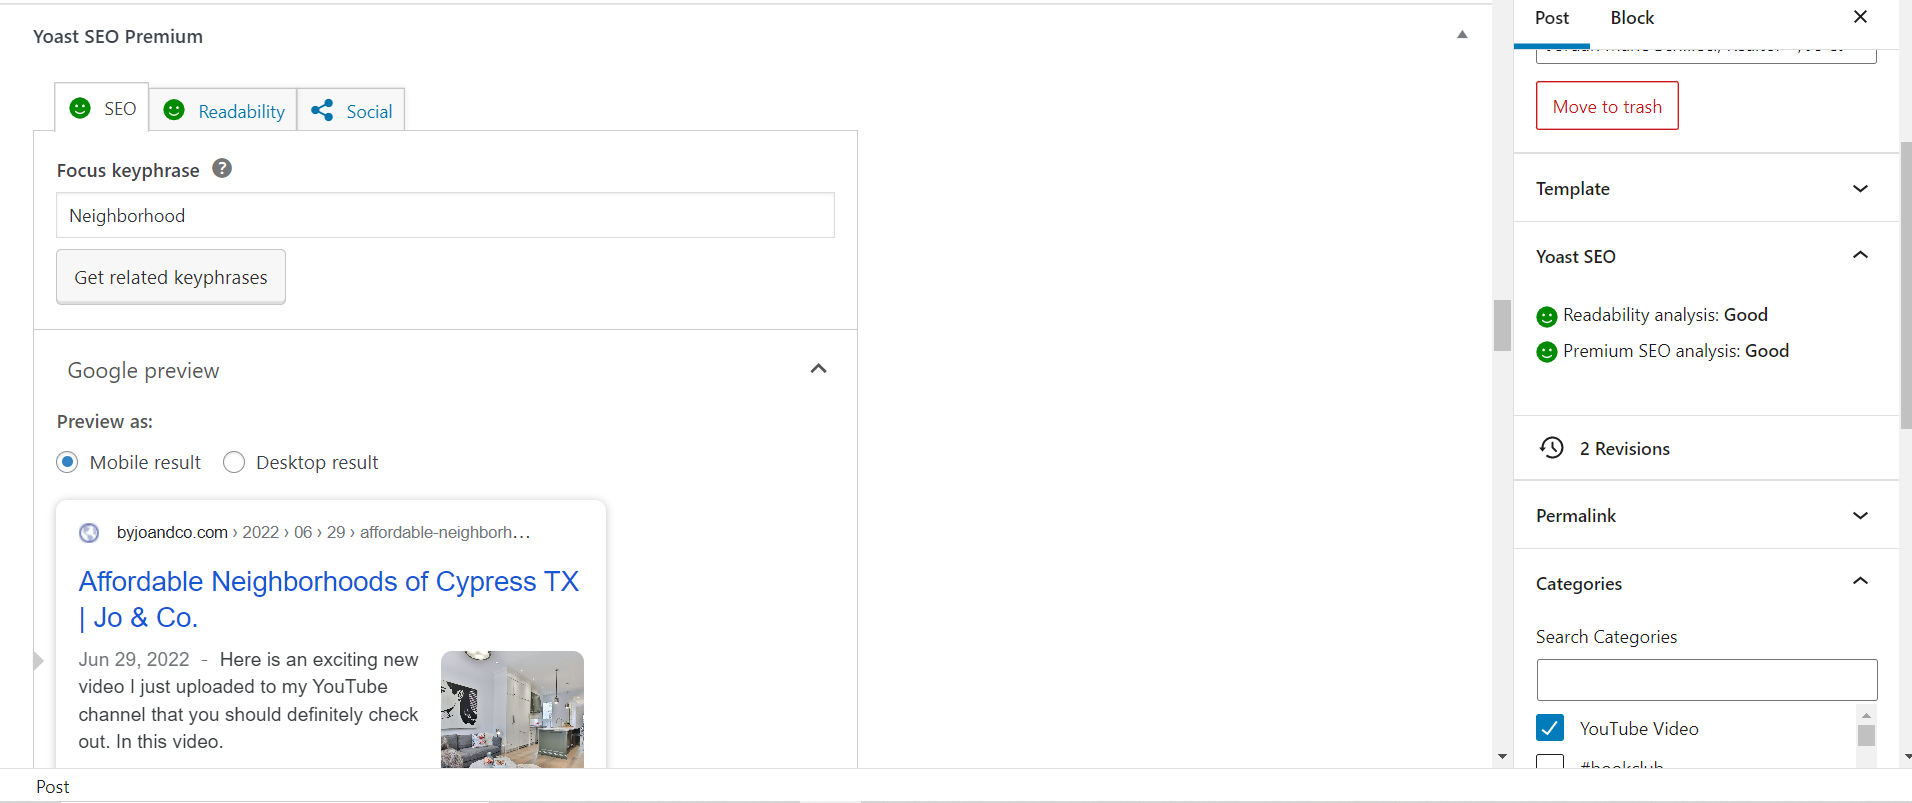 Yoast SEO Premium
SEO
Readability
Social
Focus keyphrase ?
Neighborhood
Get related keyphrases
Google preview
Preview as:
Mobile result
Desktop result
byjoandco.com › 2022 › 06 › 29 › affordable-neighborh…
Affordable Neighborhoods of Cypress TX
| Jo & Co.
Jun 29, 2022 - Here is an exciting new
video I just uploaded to my YouTube
channel that you should definitely check
out. In this video.
Post
Post
Block
Move to trash
Template
Yoast SEO
Readability analysis: Good
Premium SEO analysis: Good
2 Revisions
Permalink
Categories
Search Categories
YouTube Video
#bookclub